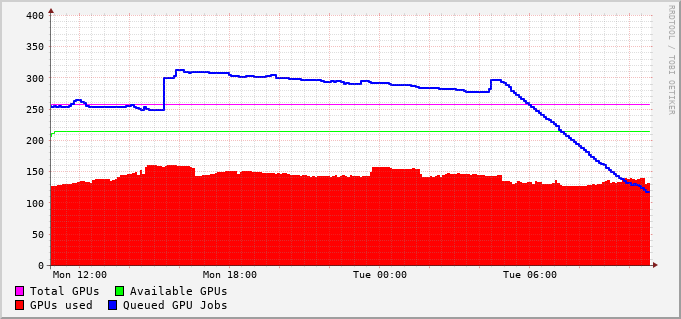 400
350
300
250
200
150
100
50
0
Mon 12:00 Mon 18:00 Tue 00:00 Tue 06:00
Total GPUs Available GPUs
GPUs used Queued GPU Jobs
RRDTOOL / TOBI OETIKER